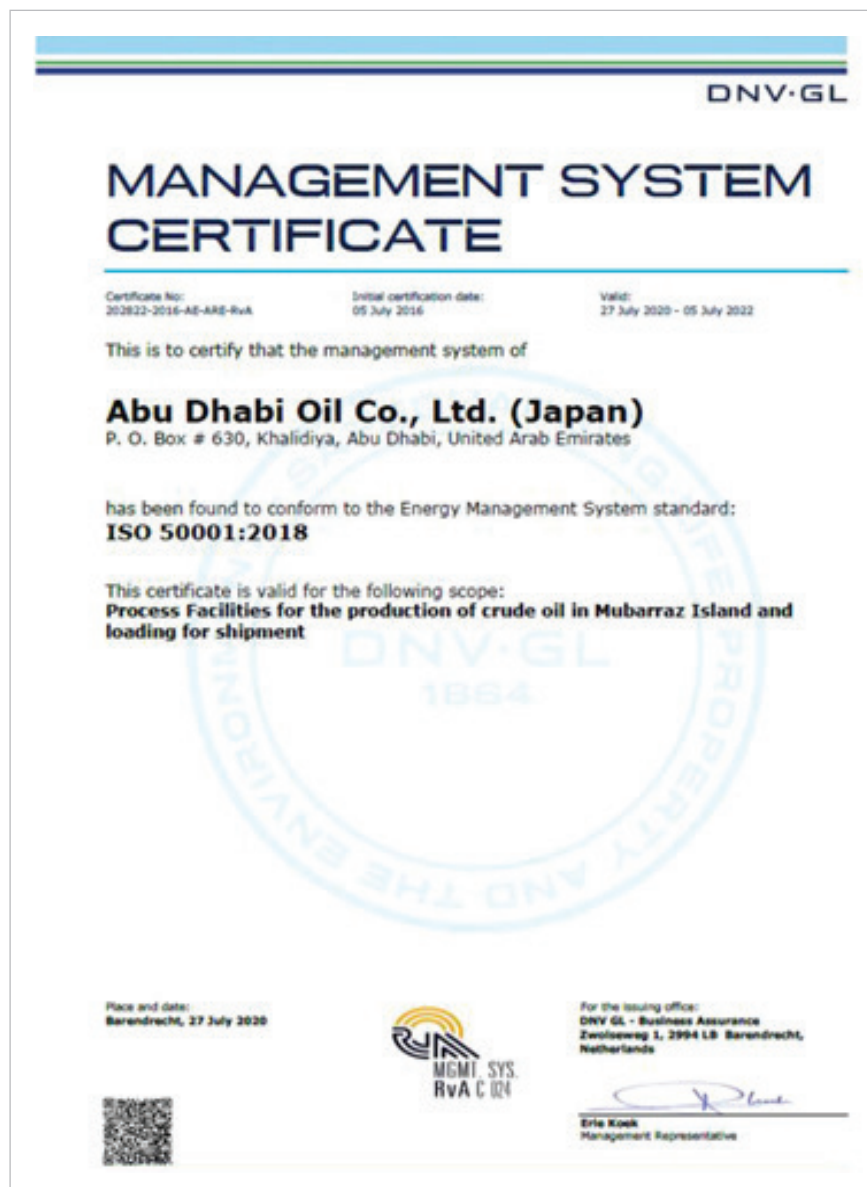 DNV·GL
MANAGEMENT SYSTEM
CERTIFICATE
Certificate No:
202822-2016-AE-ARE-RvA
Initial certification date:
05 July 2016
Valid:
27 July 2020 - 05 July 2022
This is to certify that the management system of
Abu Dhabi Oil Co., Ltd. (Japan)
P. O. Box # 630, Khalidiya, Abu Dhabi, United Arab Emirates
has been found to conform to the Energy Management System standard:
ISO 50001:2018
This certificate is valid for the following scope:
Process Facilities for the production of crude oil in Mubarraz Island and
loading for shipment
DNV·GL
1864
PROPERTY AND THE ENVIRONMENT
Place and date:
Barendrecht, 27 July 2020
RvA
MGMT. SYS.
RvA C 024
For the issuing office:
DNV GL - Business Assurance
Zwolseweg 1, 2994 LB Barendrecht,
Netherlands
Erie Koek
Management Representative